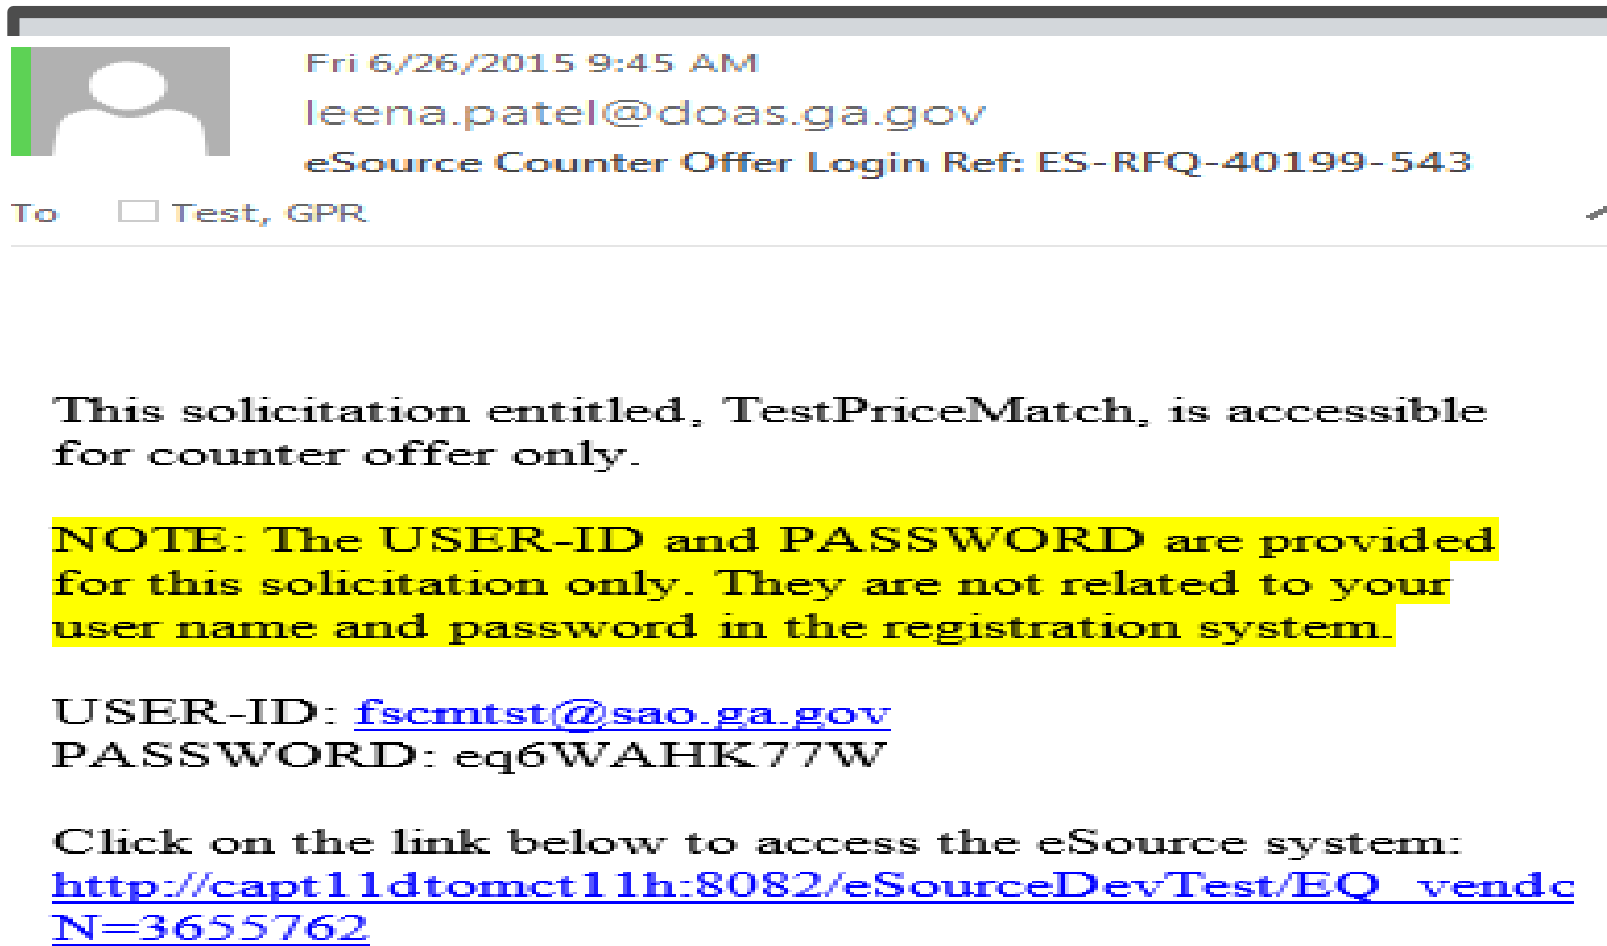 Fri 6/26/2015 9:45 AM
leena.patel@doas.ga.gov
eSource Counter Offer Login Ref: ES-RFQ-40199-543
To Test, GPR
This solicitation entitled, TestPriceMatch, is accessible
for counter offer only.
NOTE: The USER-ID and PASSWORD are provided
for this solicitation only. They are not related to your
user name and password in the registration system.
USER-ID: fscmtst@sao.ga.gov
PASSWORD: eq6WAHK77W
Click on the link below to access the eSource system:
http://capt11dtomct11h:8082/eSourceDevTest/EQ_vendc
N=3655762